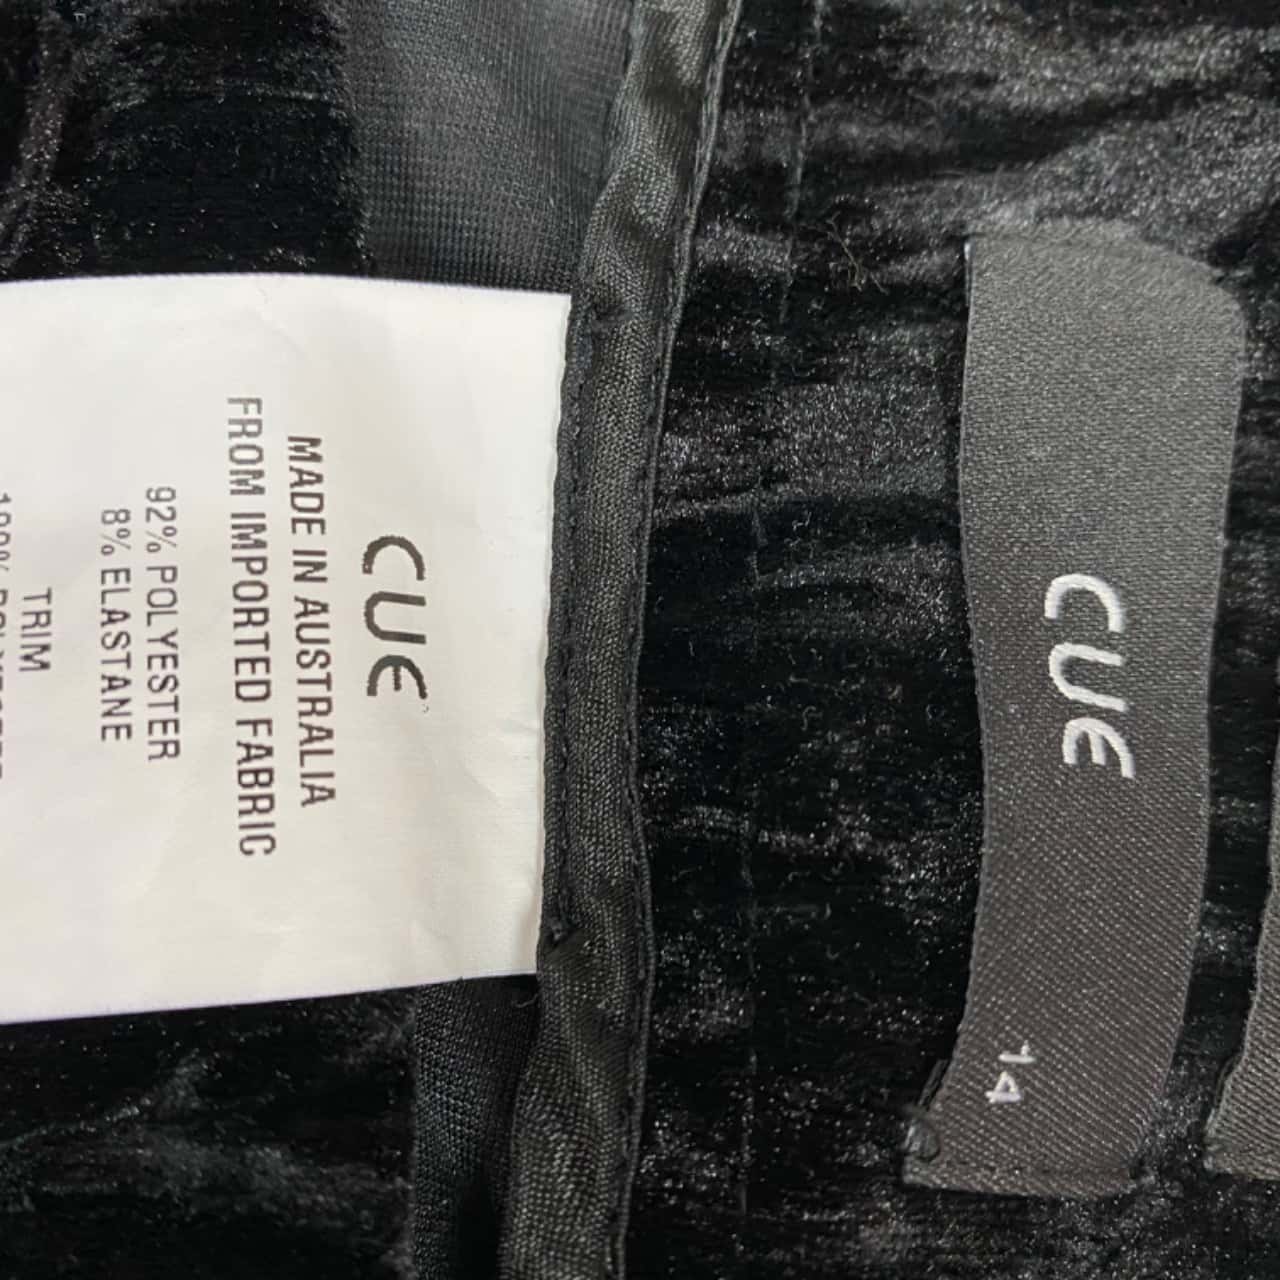 CUE
14
CUE
MADE IN AUSTRALIA
FROM IMPORTED FABRIC
92% POLYESTER
8% ELASTANE
TRIM